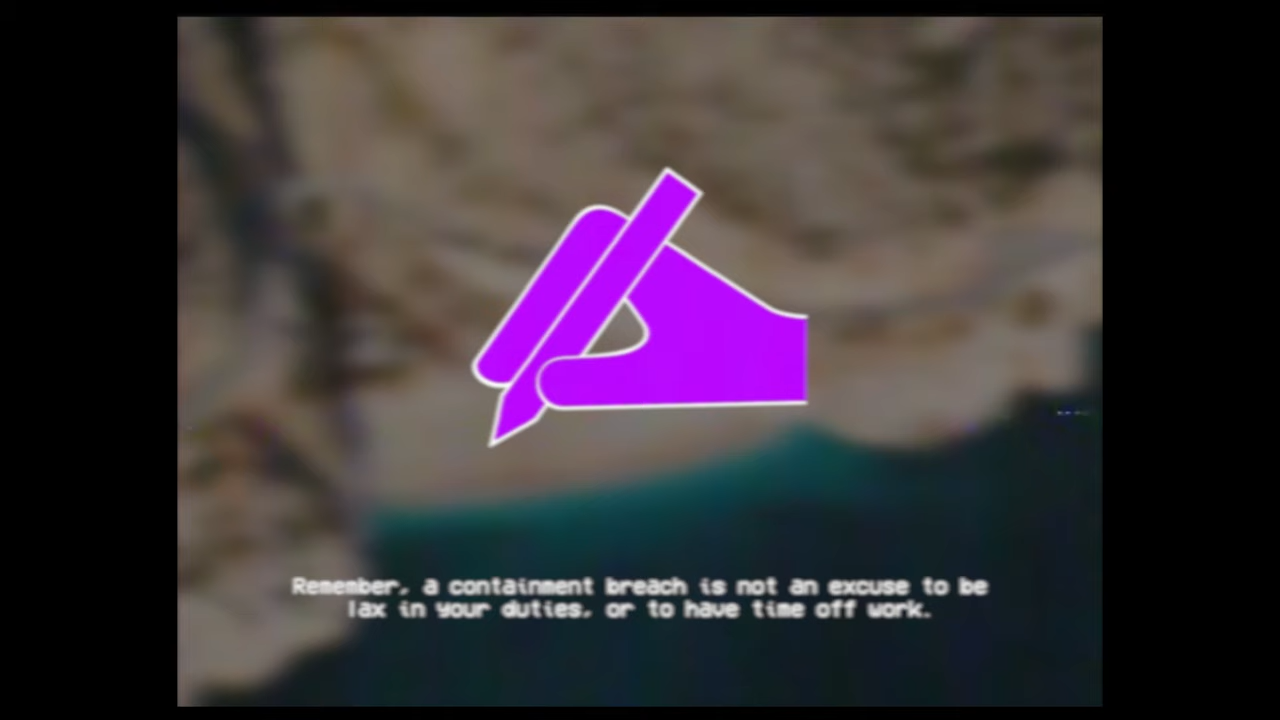 Remember, a containment breach is not an excuse to be
lax in your duties, or to have time off work.